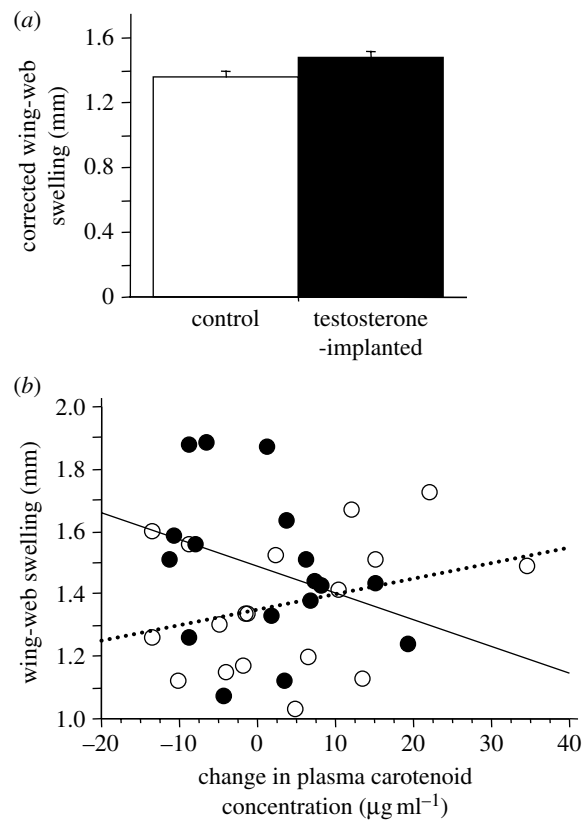 (a)
corrected wing-web
swelling (mm)
1.6
1.2
0.8
0.4
0
control
testosterone
-implanted
(b)
wing-web swelling (mm)
2.0
1.8
1.6
1.4
1.2
1.0
−20 −10 0 10 20 30 40
change in plasma carotenoid
concentration (µg ml⁻¹)